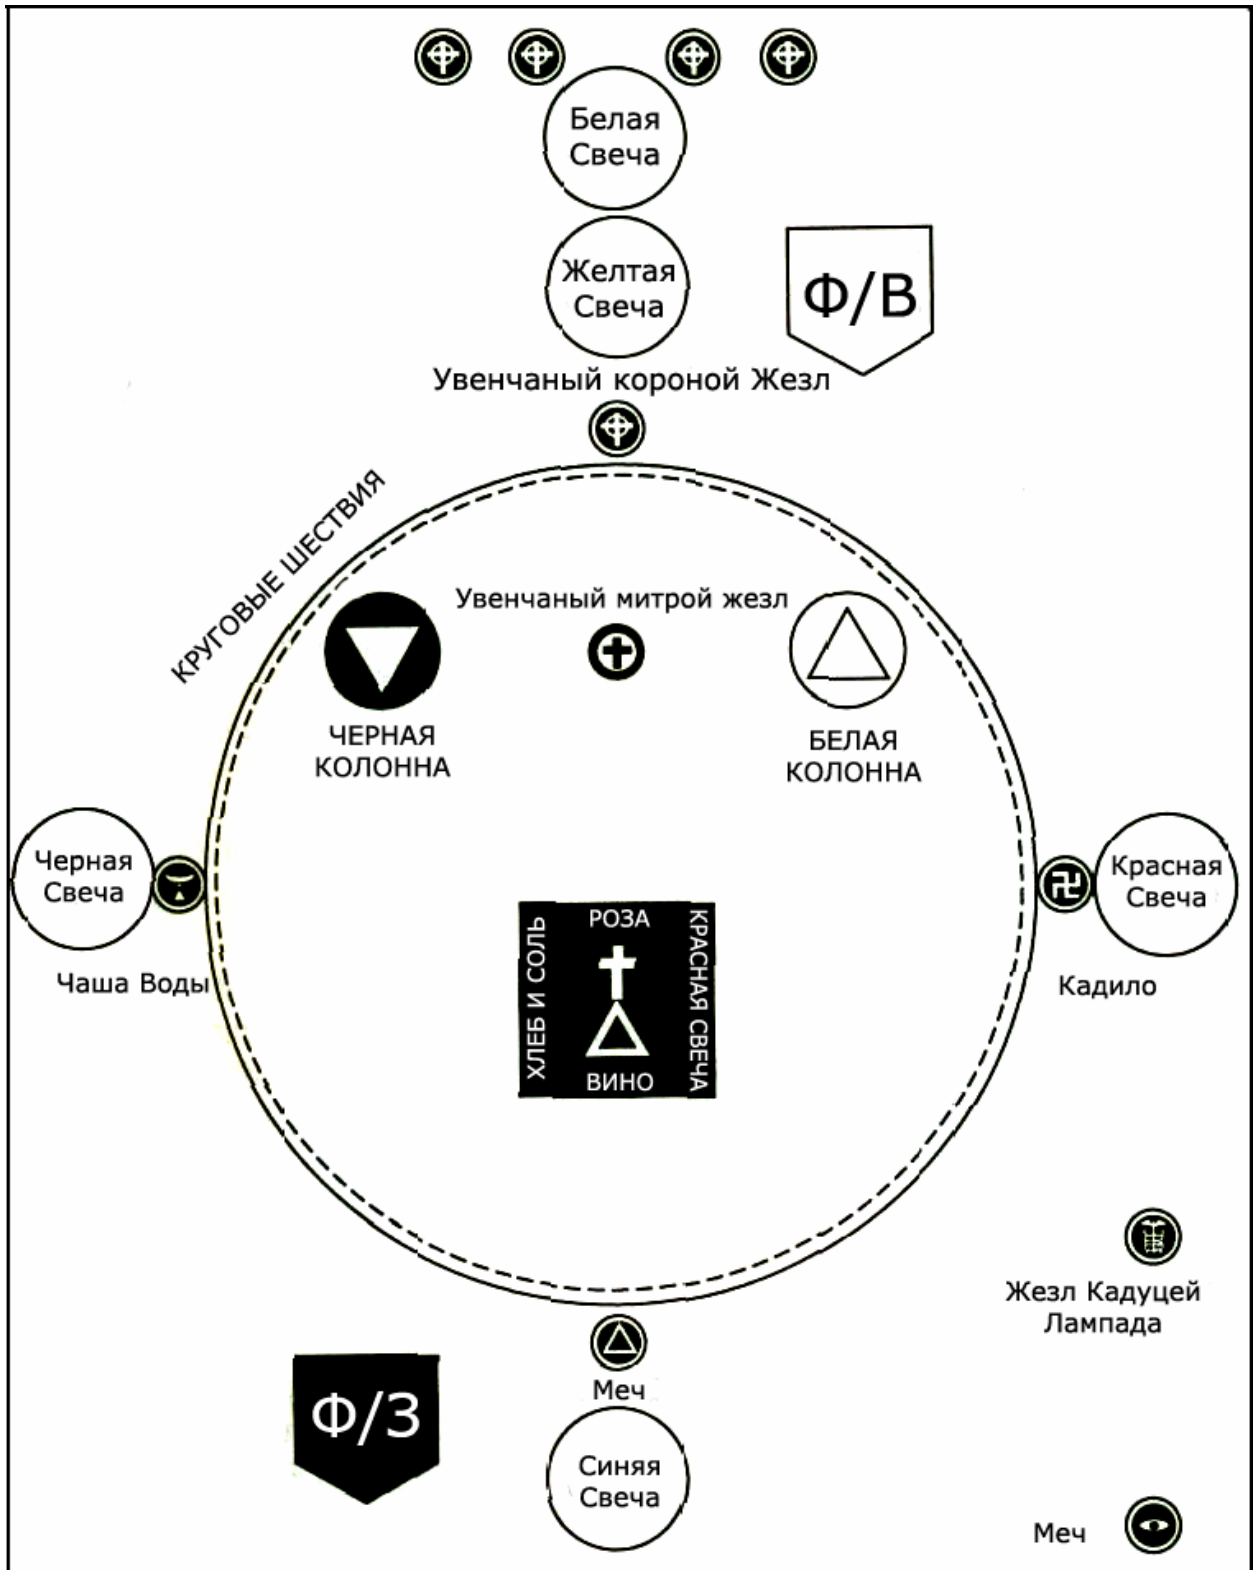 Белая
Свеча
Желтая
Свеча
Ф/В
Увенчаный короной Жезл
КРУГОВЫЕ ШЕСТВИЯ
Увенчаный митрой жезл
ЧЕРНАЯ
КОЛОННА
БЕЛАЯ
КОЛОННА
Черная
Свеча
Красная
Свеча
Чаша Воды
Кадило
РОЗА
ХЛЕБ И СОЛЬ
КРАСНАЯ СВЕЧА
ВИНО
Жезл Кадуцей
Лампада
Меч
Ф/З
Синяя
Свеча
Меч